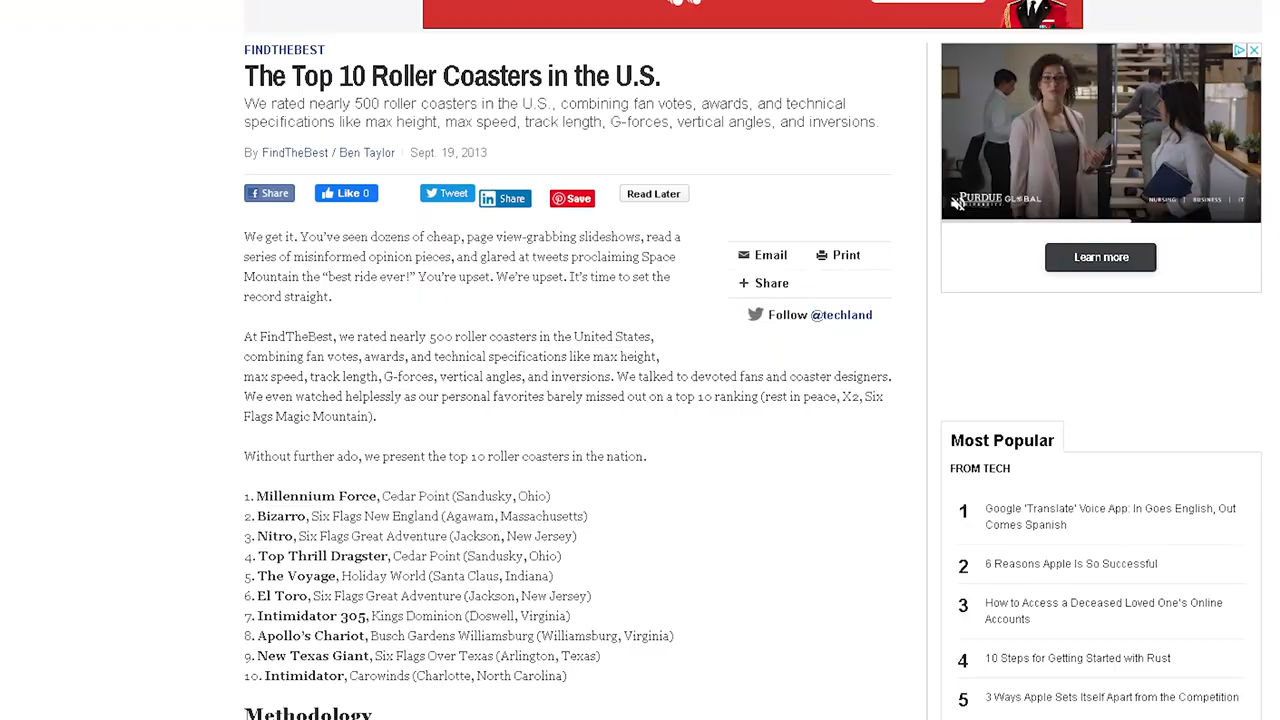 FINDTHEBEST
The Top 10 Roller Coasters in the U.S.
We rated nearly 500 roller coasters in the U.S., combining fan votes, awards, and technical
specifications like max height, max speed, track length, G-forces, vertical angles, and inversions.
By FindTheBest / Ben Taylor | Sept. 19, 2013
Share
Like 0
Tweet
Share
Save
Read Later
We get it. You've seen dozens of cheap, page view-grabbing slideshows, read a
series of misinformed opinion pieces, and glared at tweets proclaiming Space
Mountain the “best ride ever!” You're upset. We're upset. It's time to set the
record straight.
Email
Print
+ Share
Follow @techland
At FindTheBest, we rated nearly 500 roller coasters in the United States,
combining fan votes, awards, and technical specifications like max height,
max speed, track length, G-forces, vertical angles, and inversions. We talked to devoted fans and coaster designers.
We even watched helplessly as our personal favorites barely missed out on a top 10 ranking (rest in peace, X2, Six
Flags Magic Mountain).
Without further ado, we present the top 10 roller coasters in the nation.
1. Millennium Force, Cedar Point (Sandusky, Ohio)
2. Bizarro, Six Flags New England (Agawam, Massachusetts)
3. Nitro, Six Flags Great Adventure (Jackson, New Jersey)
4. Top Thrill Dragster, Cedar Point (Sandusky, Ohio)
5. The Voyage, Holiday World (Santa Claus, Indiana)
6. El Toro, Six Flags Great Adventure (Jackson, New Jersey)
7. Intimidator 305, Kings Dominion (Doswell, Virginia)
8. Apollo's Chariot, Busch Gardens Williamsburg (Williamsburg, Virginia)
9. New Texas Giant, Six Flags Over Texas (Arlington, Texas)
10. Intimidator, Carowinds (Charlotte, North Carolina)
Methodology
PURDUE GLOBAL
UNIVERSITY
NURSING | BUSINESS | IT
Learn more
Most Popular
FROM TECH
1 Google 'Translate' Voice App: In Goes English, Out
Comes Spanish
2 6 Reasons Apple Is So Successful
3 How to Access a Deceased Loved One's Online
Accounts
4 10 Steps for Getting Started with Rust
5 3 Ways Apple Sets Itself Apart from the Competition